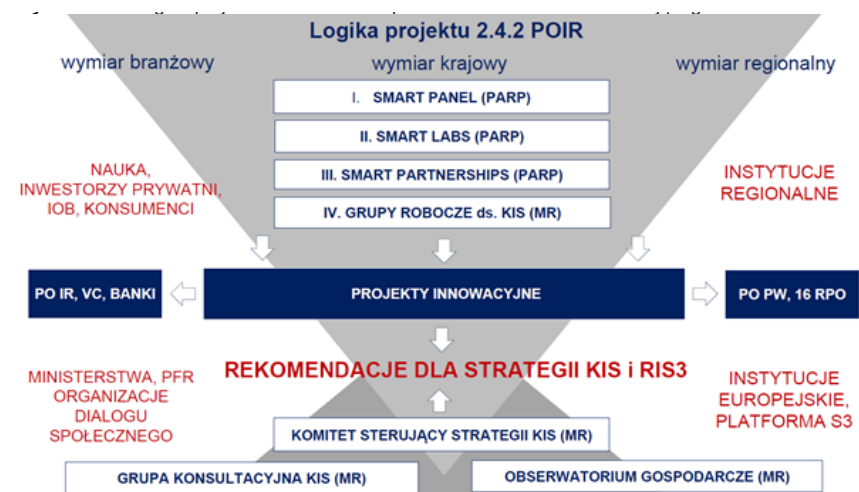 Logika projektu 2.4.2 POIR
wymiar branżowy
wymiar krajowy
wymiar regionalny
I. SMART PANEL (PARP)
II. SMART LABS (PARP)
III. SMART PARTNERSHIPS (PARP)
IV. GRUPY ROBOCZE ds. KIS (MR)
NAUKA,
INWESTORZY PRYWATNI,
IOB, KONSUMENCI
INSTYTUCJE
REGIONALNE
PO IR, VC, BANKI
PROJEKTY INNOWACYJNE
PO PW, 16 RPO
REKOMENDACJE DLA STRATEGII KIS i RIS3
MINISTERSTWA, PFR
ORGANIZACJE
DIALOGU
SPOŁECZNEGO
INSTYTUCJE
EUROPEJSKIE,
PLATFORMA S3
KOMITET STERUJĄCY STRATEGII KIS (MR)
GRUPA KONSULTACYJNA KIS (MR)
OBSERWATORIUM GOSPODARCZE (MR)